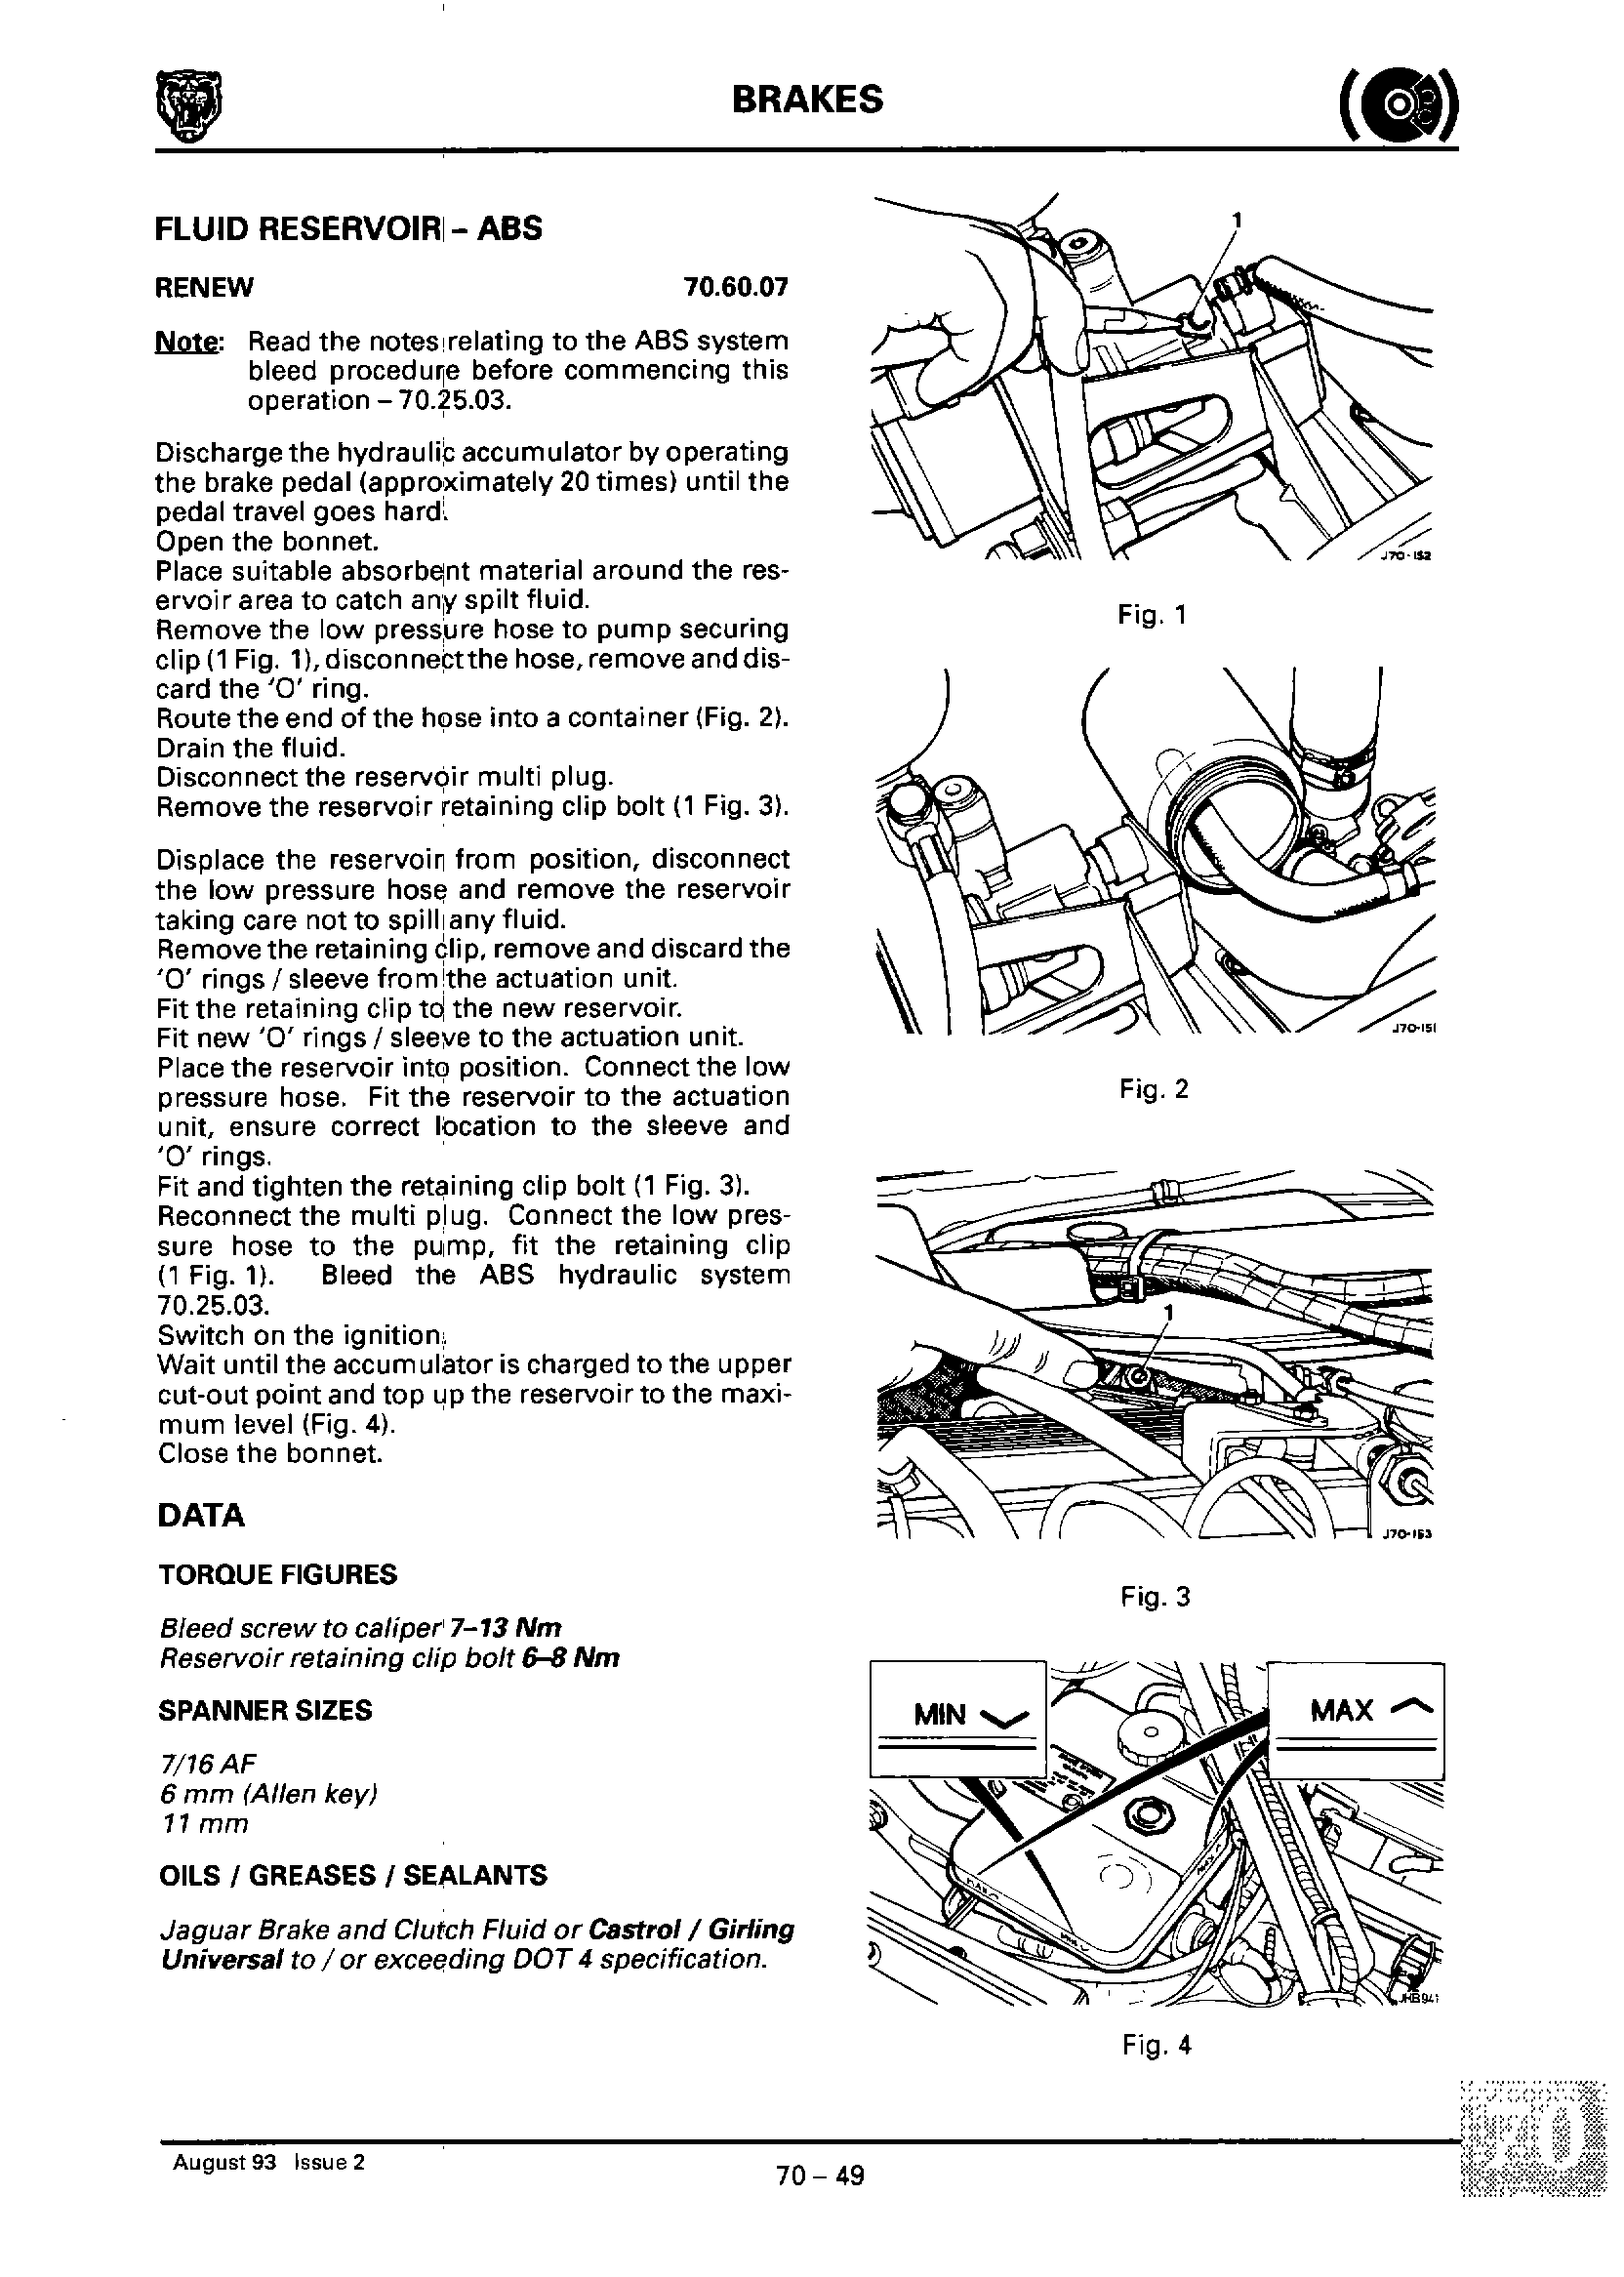 BRAKES
FLUID RESERVOIR - ABS
RENEW 70.60.07
Note: Read the notes relating to the ABS system
bleed procedure before commencing this
operation – 70.25.03.
Discharge the hydraulic accumulator by operating
the brake pedal (approximately 20 times) until the
pedal travel goes hard.
Open the bonnet.
Place suitable absorbent material around the res-
ervoir area to catch any spilt fluid.
Remove the low pressure hose to pump securing
clip (1 Fig. 1), disconnect the hose, remove and dis-
card the 'O' ring.
Route the end of the hose into a container (Fig. 2).
Drain the fluid.
Disconnect the reservoir multi plug.
Remove the reservoir retaining clip bolt (1 Fig. 3).
Displace the reservoir from position, disconnect
the low pressure hose and remove the reservoir
taking care not to spill any fluid.
Remove the retaining clip, remove and discard the
'O' rings / sleeve from the actuation unit.
Fit the retaining clip to the new reservoir.
Fit new 'O' rings / sleeve to the actuation unit.
Place the reservoir into position. Connect the low
pressure hose. Fit the reservoir to the actuation
unit, ensure correct location to the sleeve and
'O' rings.
Fit and tighten the retaining clip bolt (1 Fig. 3).
Reconnect the multi plug. Connect the low pres-
sure hose to the pump, fit the retaining clip
(1 Fig. 1). Bleed the ABS hydraulic system
70.25.03.
Switch on the ignition.
Wait until the accumulator is charged to the upper
cut-out point and top up the reservoir to the maxi-
mum level (Fig. 4).
Close the bonnet.
DATA
TORQUE FIGURES
Bleed screw to caliper 7–13 Nm
Reservoir retaining clip bolt 6–8 Nm
SPANNER SIZES
7/16 AF
6 mm (Allen key)
11 mm
OILS / GREASES / SEALANTS
Jaguar Brake and Clutch Fluid or Castrol / Girling
Universal to / or exceeding DOT 4 specification.
1
J70-152
Fig. 1
J70-151
Fig. 2
1
J70-153
Fig. 3
MIN
MAX
JHB941
Fig. 4
70
August 93 Issue 2
70 – 49